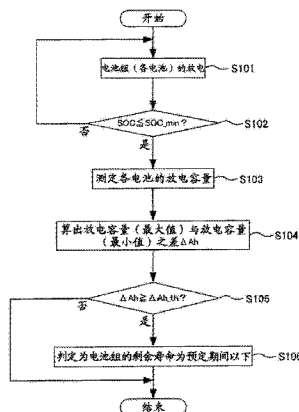 开始
电池组（各电池）的放电
S101
SOC≦SOC_min？
S102
否
是
测定各电池的放电容量
S103
算出放电容量（最大值）与放电容量
（最小值）之差ΔAh
S104
ΔAh≧ΔAh_th？
S105
否
是
判定为电池组的剩余寿命为预定期间以下
S106
结束